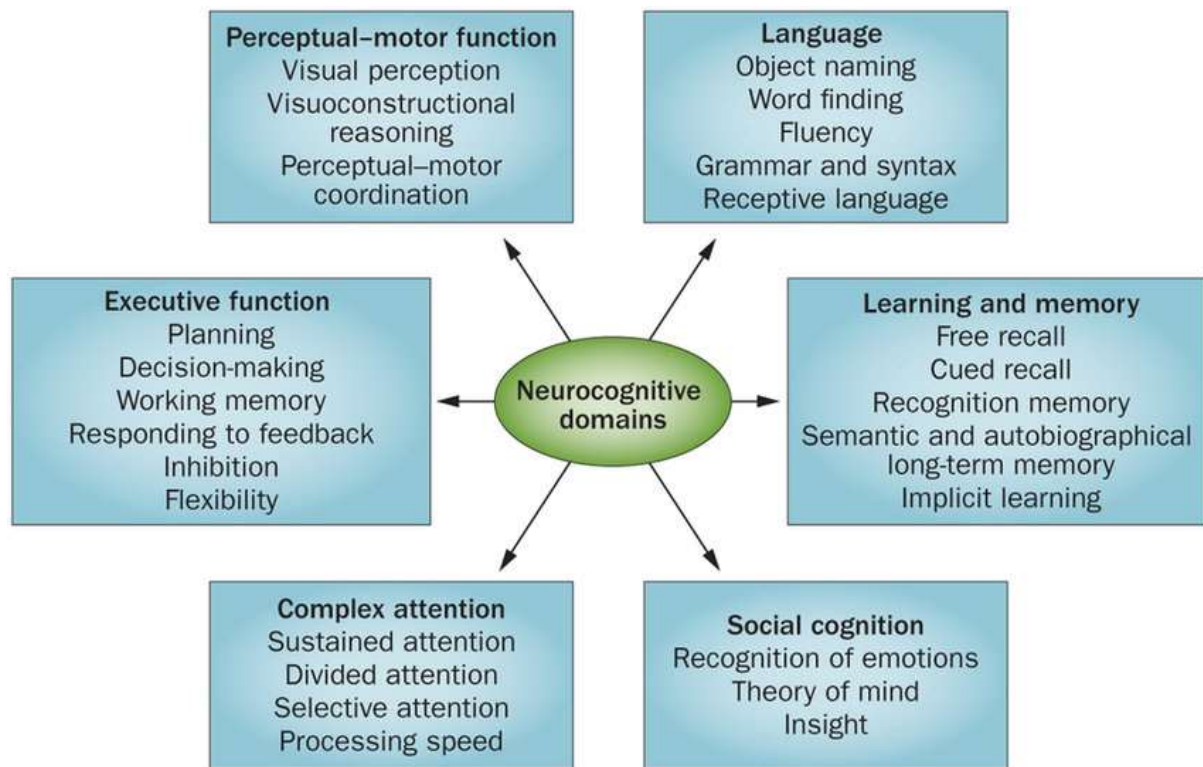 Perceptual–motor function
Visual perception
Visuoconstructional
reasoning
Perceptual–motor
coordination
Language
Object naming
Word finding
Fluency
Grammar and syntax
Receptive language
Executive function
Planning
Decision-making
Working memory
Responding to feedback
Inhibition
Flexibility
Neurocognitive
domains
Learning and memory
Free recall
Cued recall
Recognition memory
Semantic and autobiographical
long-term memory
Implicit learning
Complex attention
Sustained attention
Divided attention
Selective attention
Processing speed
Social cognition
Recognition of emotions
Theory of mind
Insight